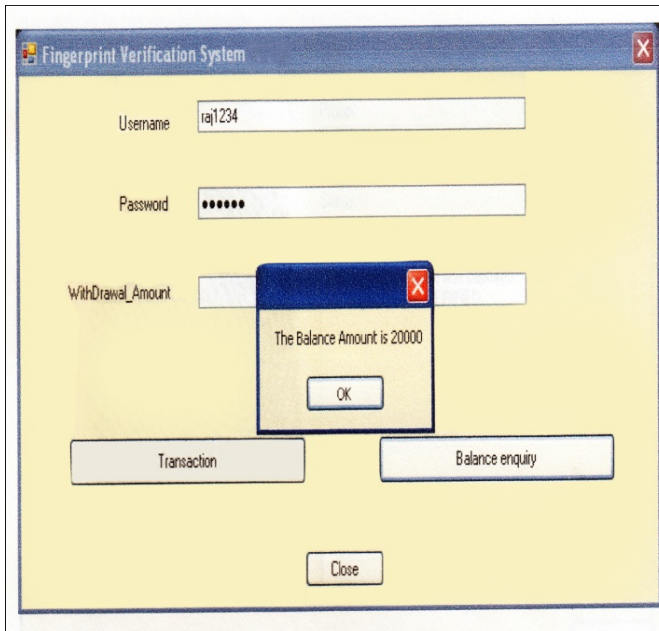 Fingerprint Verification System
Username
raj1234
Password
••••••
WithDrawal_Amount
The Balance Amount is 20000
OK
Transaction
Balance enquiry
Close